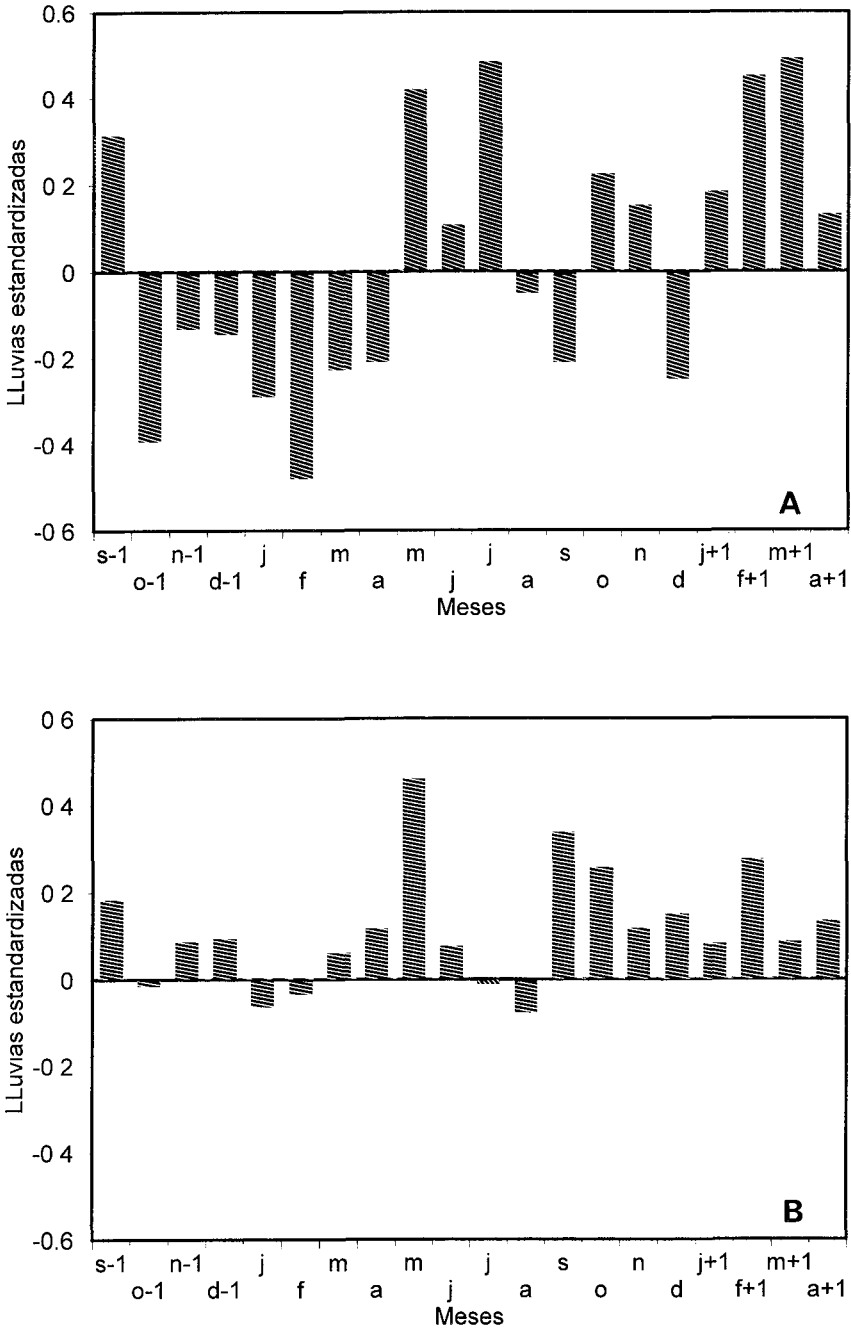 0.6
0 4
0 2
0
-0.2
-0 4
-0 6
LLuvias estandardizadas
A
s-1 n-1 j m m j s n j+1 m+1
o-1 d-1 f a j a o d f+1 a+1
Meses
0 6
0 4
0 2
0
-0 2
-0 4
-0.6
LLuvias estandardizadas
B
s-1 n-1 j m m j s n j+1 m+1
o-1 d-1 f a j a o d f+1 a+1
Meses